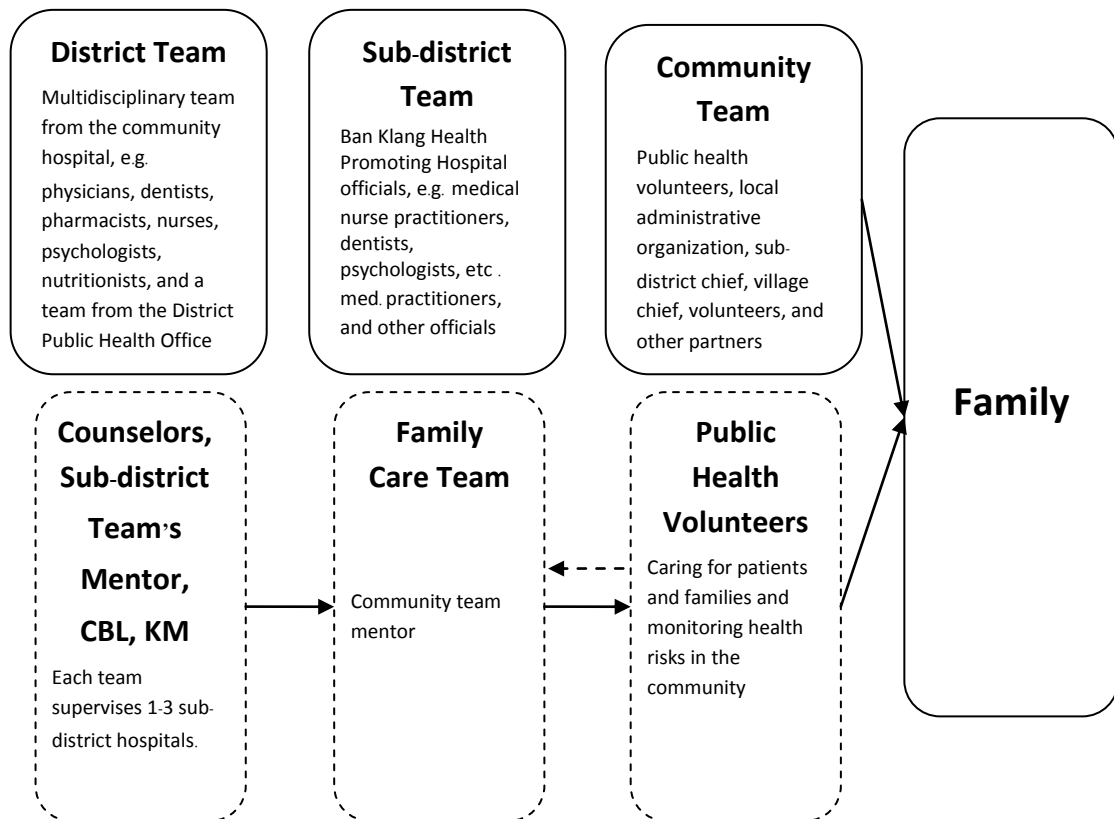 District Team
Multidisciplinary team
from the community
hospital, e.g.
physicians, dentists,
pharmacists, nurses,
psychologists,
nutritionists, and a
team from the District
Public Health Office
Sub-district
Team
Ban Klang Health
Promoting Hospital
officials, e.g. medical
nurse practitioners,
dentists,
psychologists, etc .
med. practitioners,
and other officials
Community
Team
Public health
volunteers, local
administrative
organization, sub-
district chief, village
chief, volunteers, and
other partners
Family
Counselors,
Sub-district
Team's
Mentor,
CBL, KM
Each team
supervises 1-3 sub-
district hospitals.
Family
Care Team
Community team
mentor
Public
Health
Volunteers
Caring for patients
and families and
monitoring health
risks in the
community